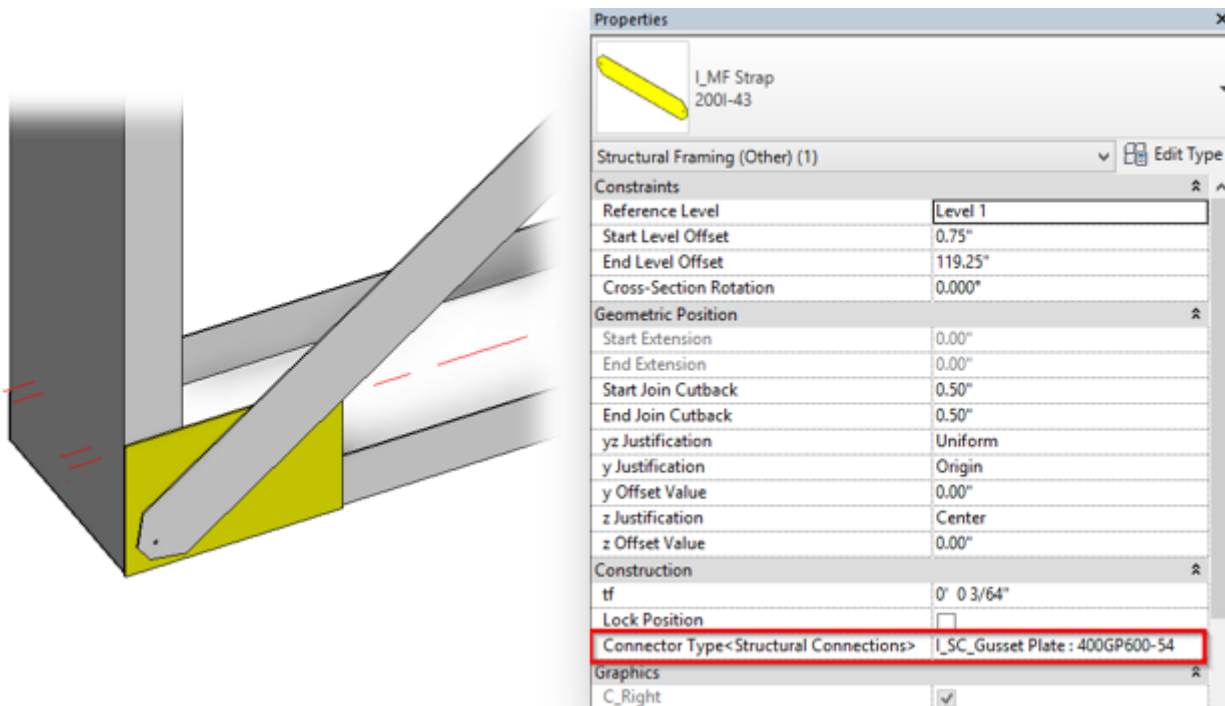 Properties
I_MF Strap
200I-43
Structural Framing (Other) (1) Edit Type
Constraints
Reference Level Level 1
Start Level Offset 0.75"
End Level Offset 119.25"
Cross-Section Rotation 0.000°
Geometric Position
Start Extension 0.00"
End Extension 0.00"
Start Join Cutback 0.50"
End Join Cutback 0.50"
yz Justification Uniform
y Justification Origin
y Offset Value 0.00"
z Justification Center
z Offset Value 0.00"
Construction
tf 0' 0 3/64"
Lock Position
Connector Type<Structural Connections> I_SC_Gusset Plate : 400GP600-54
Graphics
C_Right